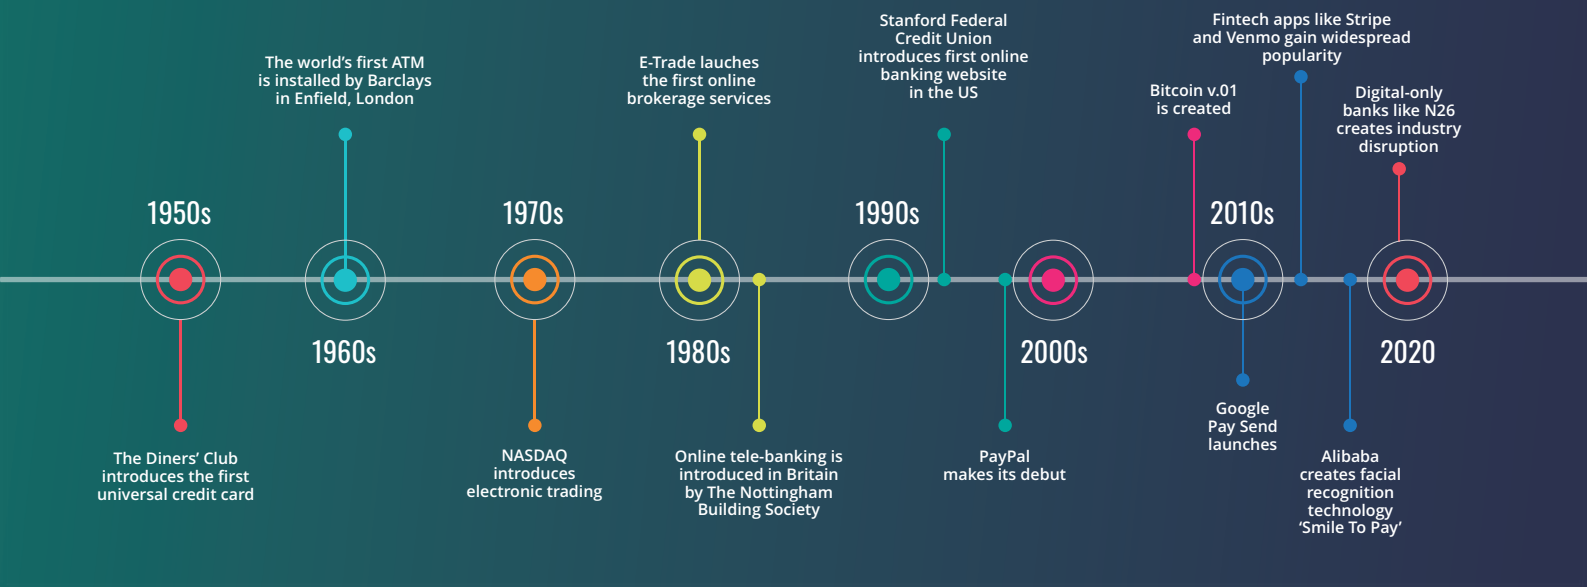 The world's first ATM
is installed by Barclays
in Enfield, London
E-Trade lauches
the first online
brokerage services
Stanford Federal
Credit Union
introduces first online
banking website
in the US
Bitcoin v.01
is created
Fintech apps like Stripe
and Venmo gain widespread
popularity
Digital-only
banks like N26
creates industry
disruption
1950s
1970s
1990s
2010s
1960s
1980s
2000s
2020
The Diners' Club
introduces the first
universal credit card
NASDAQ
introduces
electronic trading
Online tele-banking is
introduced in Britain
by The Nottingham
Building Society
PayPal
makes its debut
Google
Pay Send
launches
Alibaba
creates facial
recognition
technology
‘Smile To Pay’